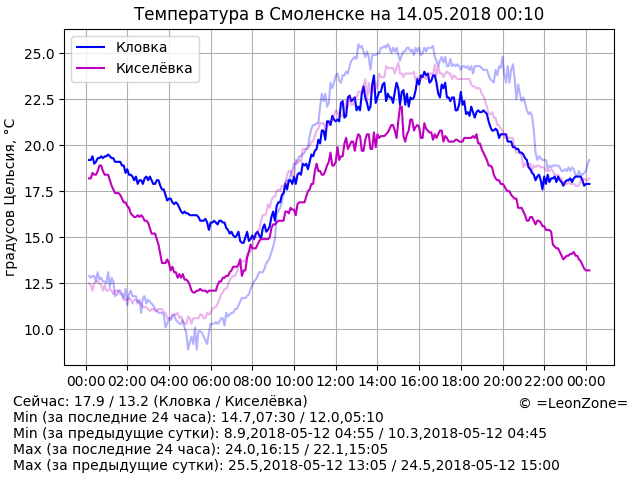 Температура в Смоленске на 14.05.2018 00:10
Кловка
Киселёвка
градусов Цельсия, °C
25.0
22.5
20.0
17.5
15.0
12.5
10.0
00:00 02:00 04:00 06:00 08:00 10:00 12:00 14:00 16:00 18:00 20:00 22:00 00:00
Сейчас: 17.9 / 13.2 (Кловка / Киселёвка)
© =LeonZone=
Min (за последние 24 часа): 14.7,07:30 / 12.0,05:10
Min (за предыдущие сутки): 8.9,2018-05-12 04:55 / 10.3,2018-05-12 04:45
Max (за последние 24 часа): 24.0,16:15 / 22.1,15:05
Max (за предыдущие сутки): 25.5,2018-05-12 13:05 / 24.5,2018-05-12 15:00